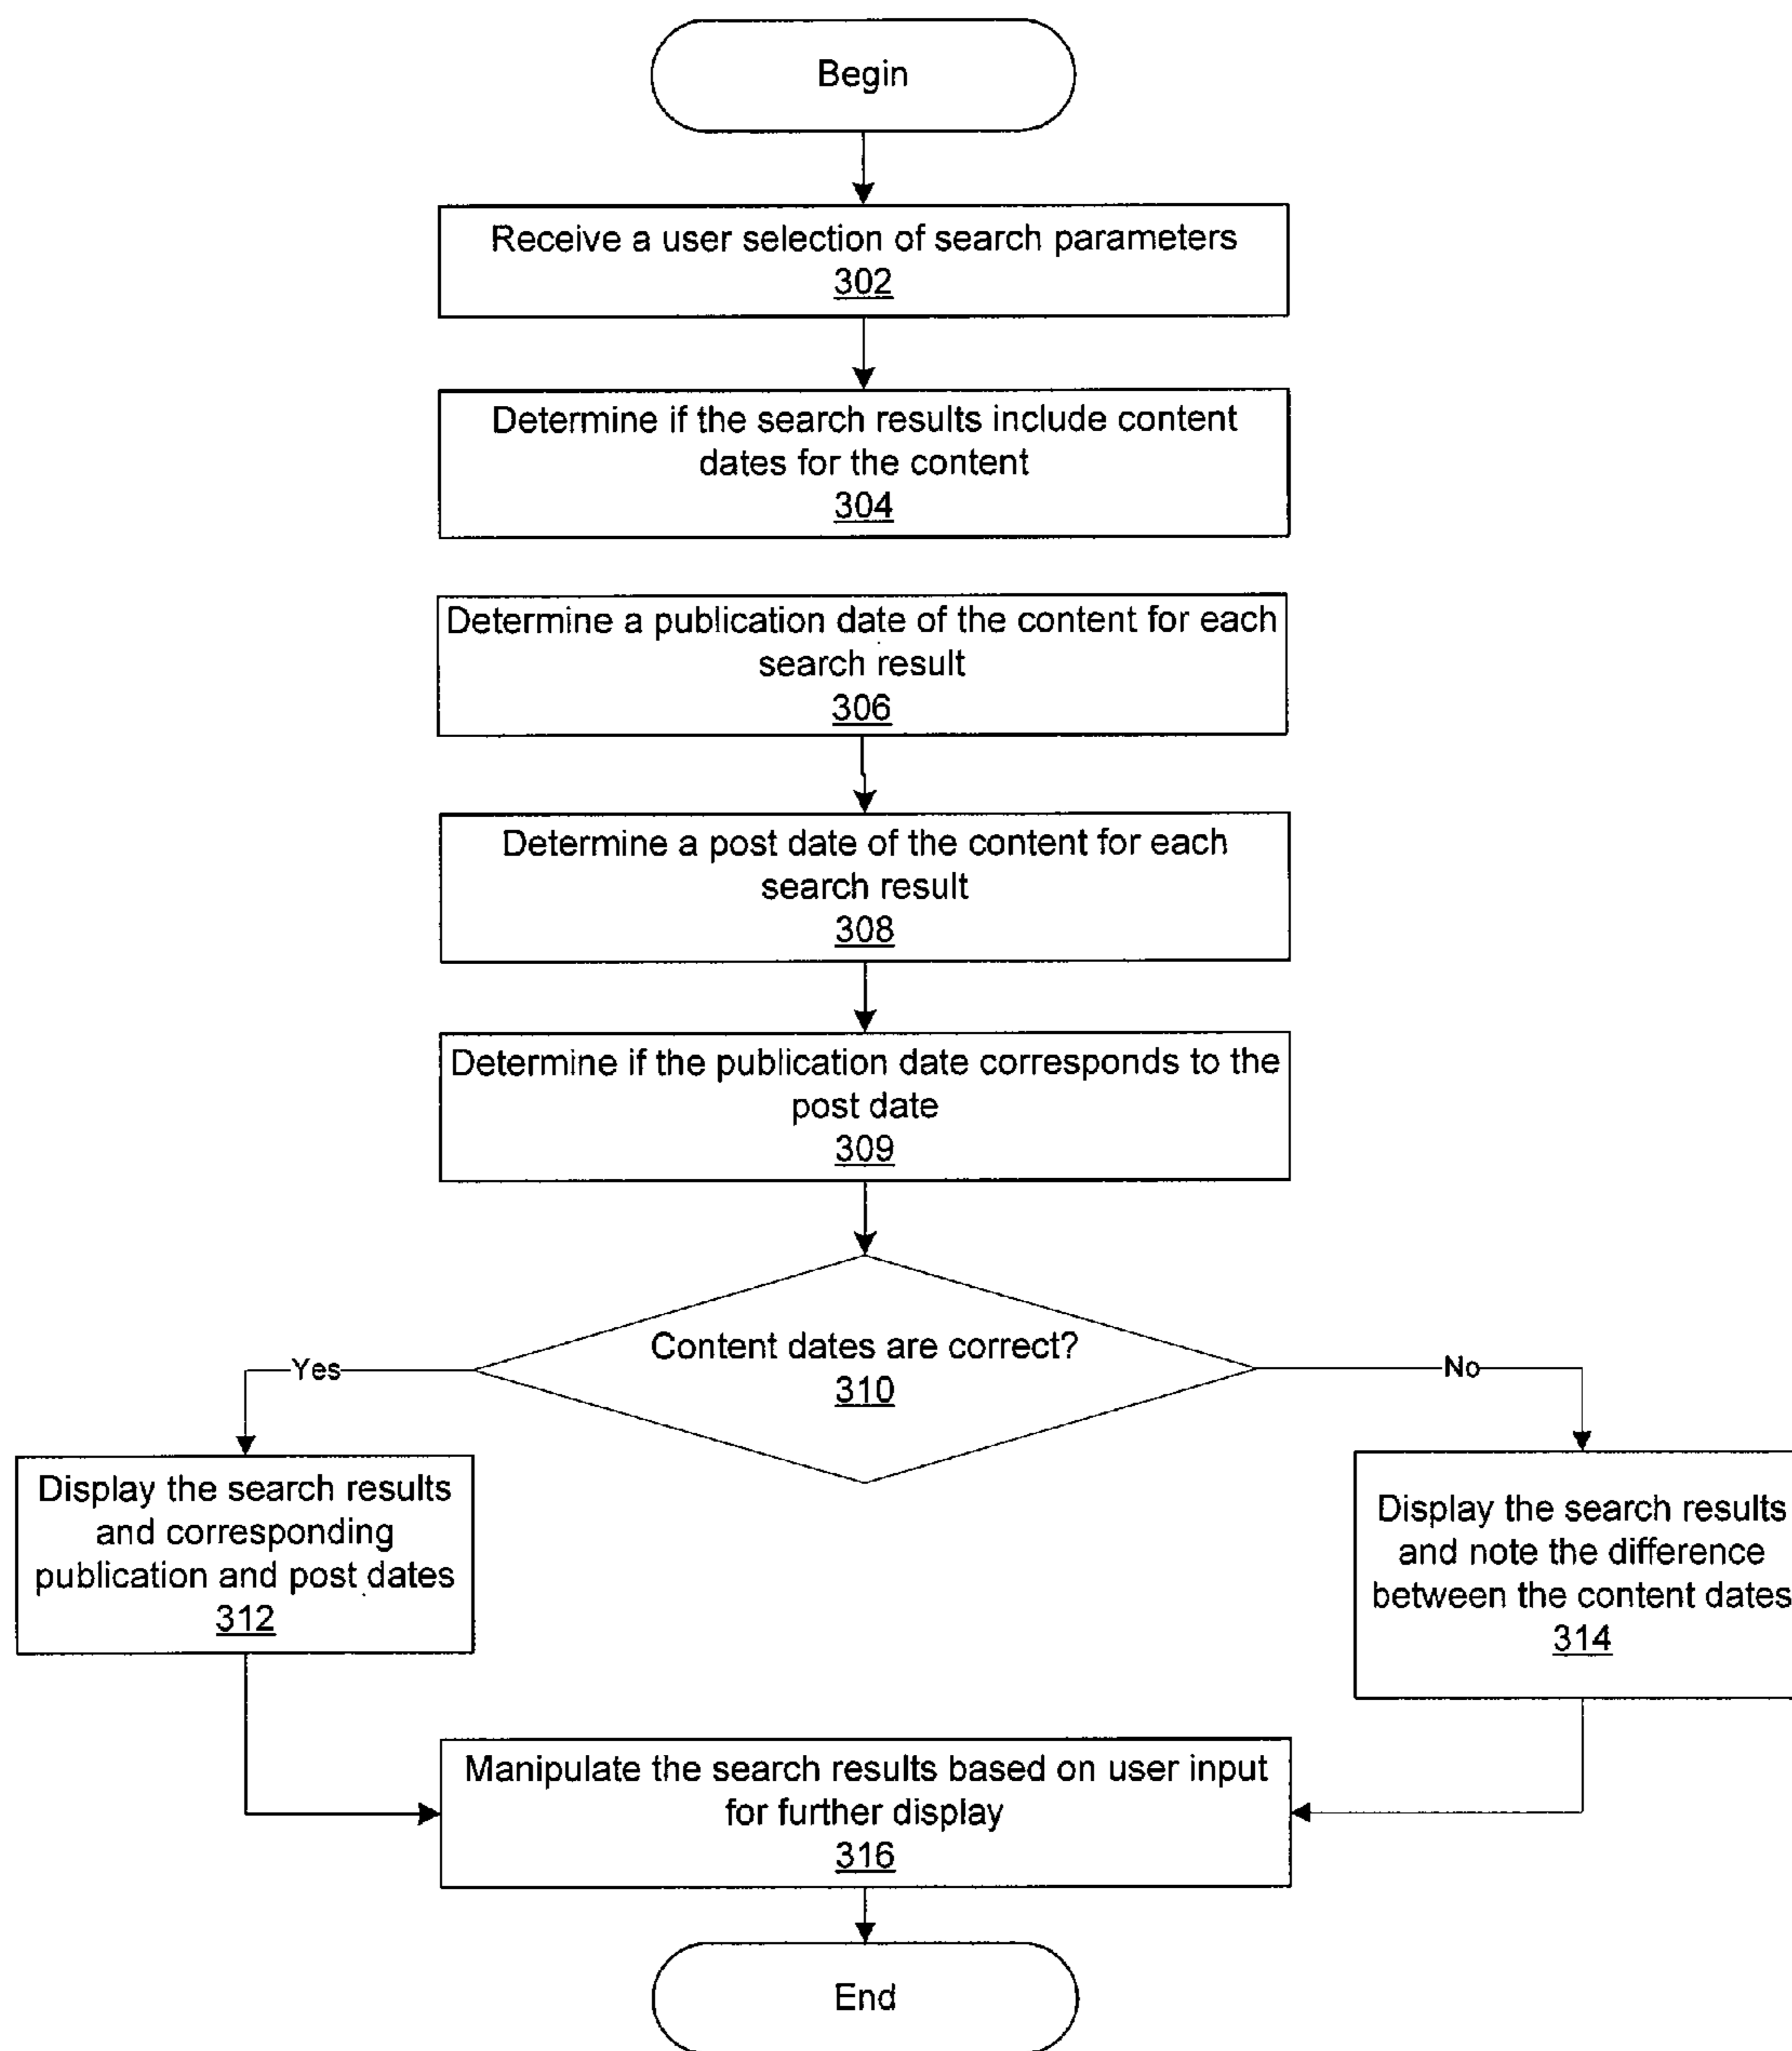 Begin
Receive a user selection of search parameters
302
Determine if the search results include content
dates for the content
304
Determine a publication date of the content for each
search result
306
Determine a post date of the content for each
search result
308
Determine if the publication date corresponds to the
post date
309
Content dates are correct?
310
Yes
No
Display the search results
and corresponding
publication and post dates
312
Display the search results
and note the difference
between the content dates
314
Manipulate the search results based on user input
for further display
316
End